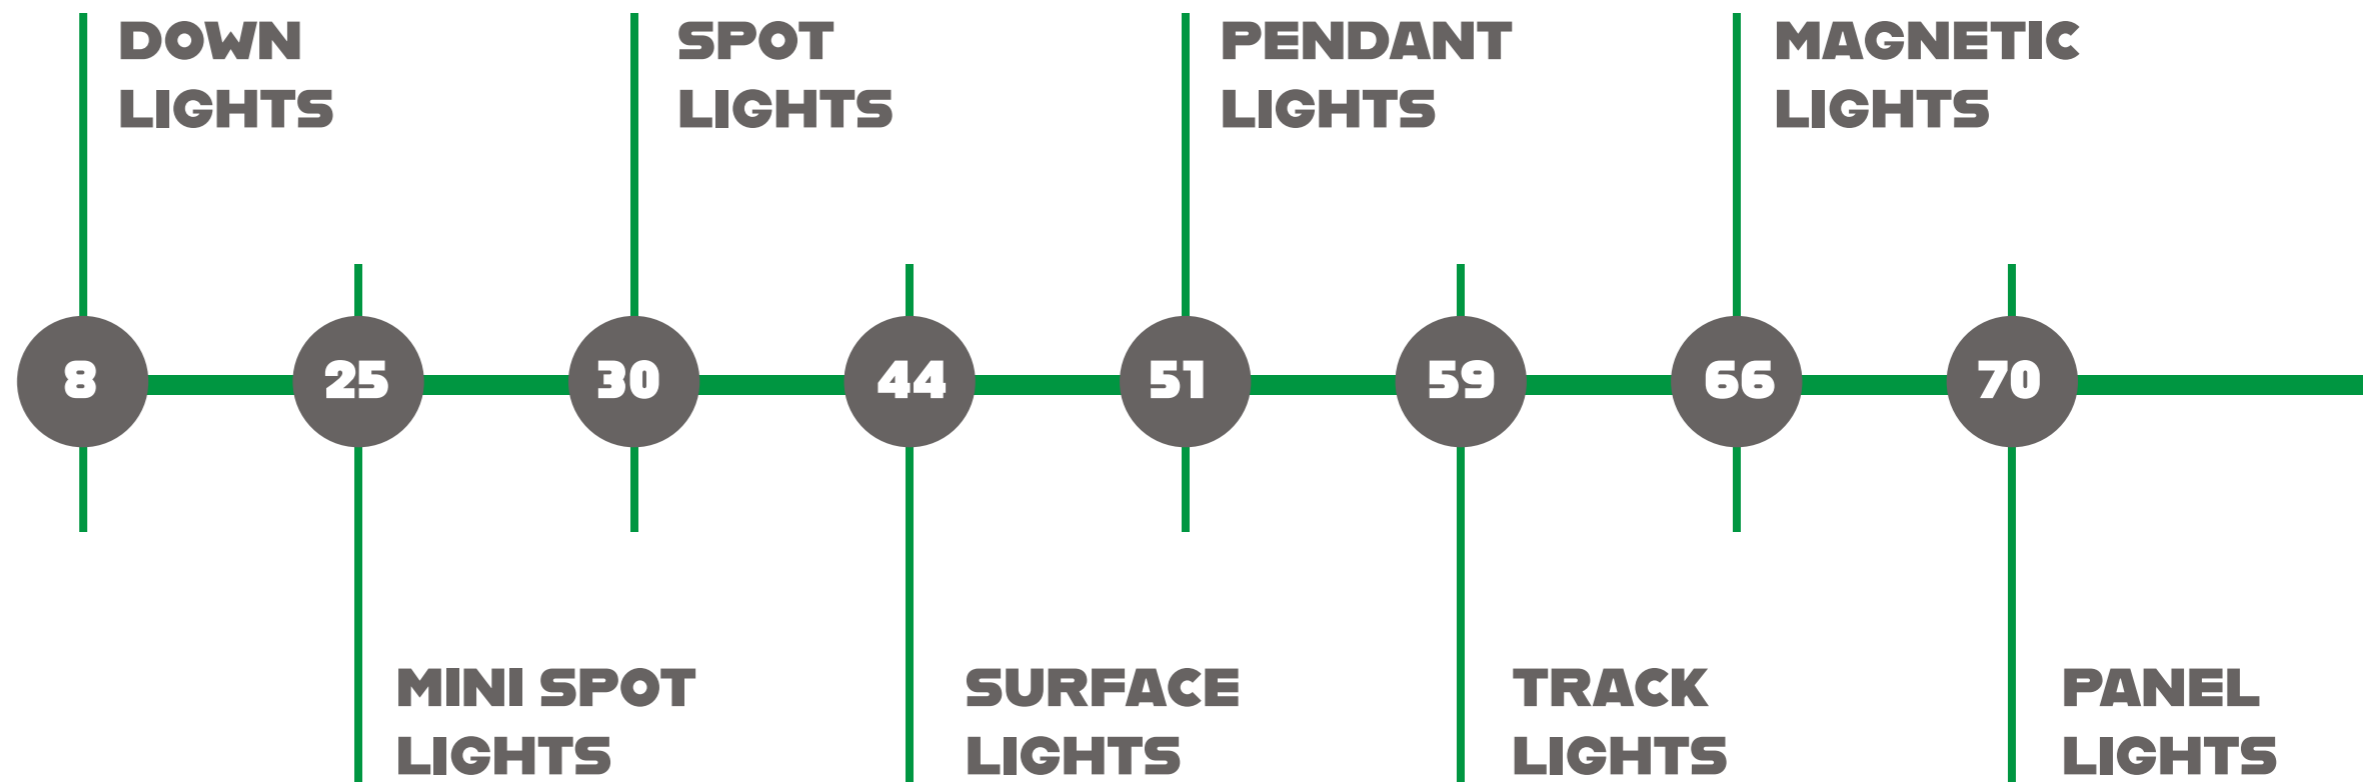 DOWN
LIGHTS
SPOT
LIGHTS
PENDANT
LIGHTS
MAGNETIC
LIGHTS
8
25
30
44
51
59
66
70
MINI SPOT
LIGHTS
SURFACE
LIGHTS
TRACK
LIGHTS
PANEL
LIGHTS